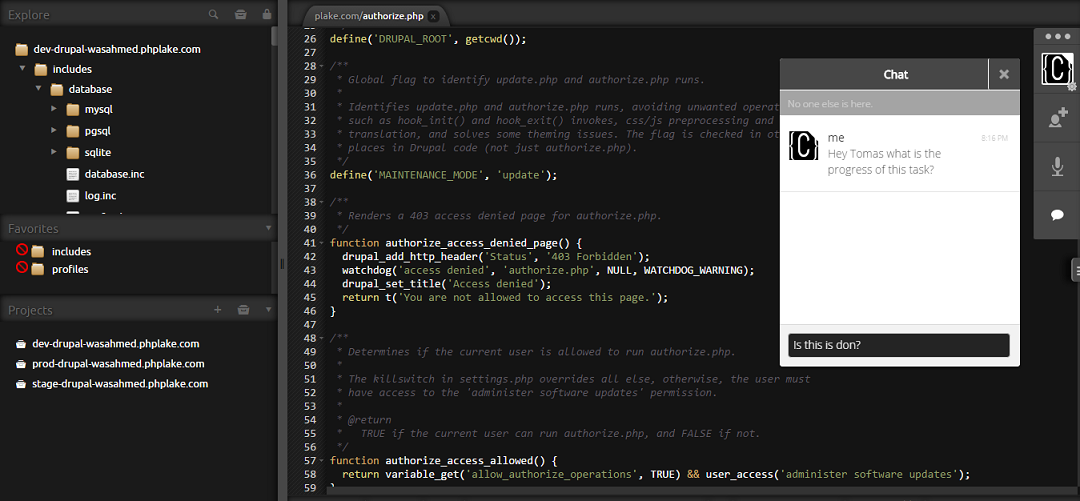 Explore
dev-drupal-wasahmed.phplake.com
includes
database
mysql
pgsql
sqlite
database.inc
log.inc
Favorites
includes
profiles
Projects
dev-drupal-wasahmed.phplake.com
prod-drupal-wasahmed.phplake.com
stage-drupal-wasahmed.phplake.com
plake.com/authorize.php x
26 define('DRUPAL_ROOT', getcwd());
27
28 /**
29 * Global flag to identify update.php and authorize.php runs.
30 *
31 * Identifies update.php and authorize.php runs, avoiding unwanted
32 * such as hook_init() and hook_exit() invokes, css/js preprocessing and
33 * translation, and solves some theming issues. The flag is checked in
34 * places in Drupal code (not just authorize.php).
35 */
36 define('MAINTENANCE_MODE', 'update');
37
38 /**
39 * Renders a 403 access denied page for authorize.php.
40 */
41 function authorize_access_denied_page() {
42 drupal_add_http_header('Status', '403 Forbidden');
43 watchdog('access denied', 'authorize.php', NULL, WATCHDOG_WARNING);
44 drupal_set_title('Access denied');
45 return t('You are not allowed to access this page.');
46 }
47
48 /**
49 * Determines if the current user is allowed to run authorize.php.
50 *
51 * The killswitch in settings.php overrides all else, otherwise, the user must
52 * have access to the 'administer software updates' permission.
53 *
54 * @return
55 * TRUE if the current user can run authorize.php, and FALSE if not.
56 */
57 function authorize_access_allowed() {
58 return variable_get('allow_authorize_operations', TRUE) && user_access('administer software updates');
59
Chat
No one else is here.
me 8:16 PM
Hey Tomas what is the
progress of this task?
Is this is don?